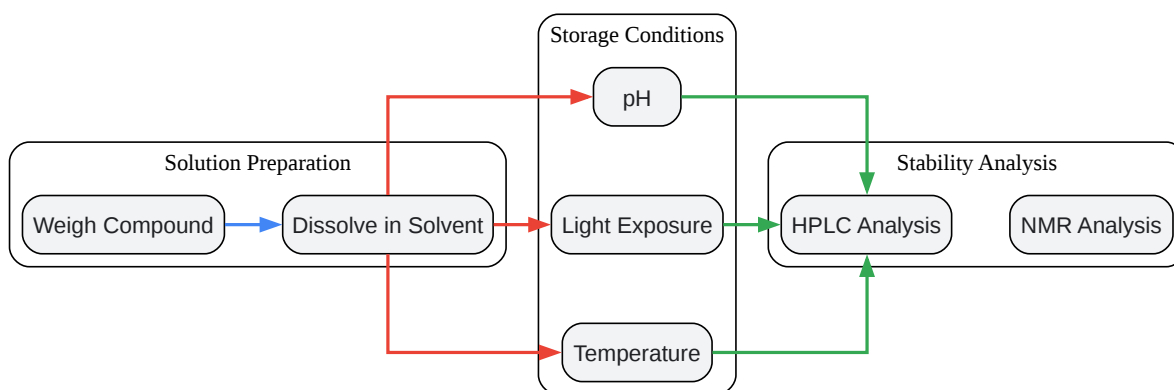 Storage Conditions
pH
Solution Preparation
Stability Analysis
Weigh Compound
Dissolve in Solvent
Light Exposure
HPLC Analysis
NMR Analysis
Temperature